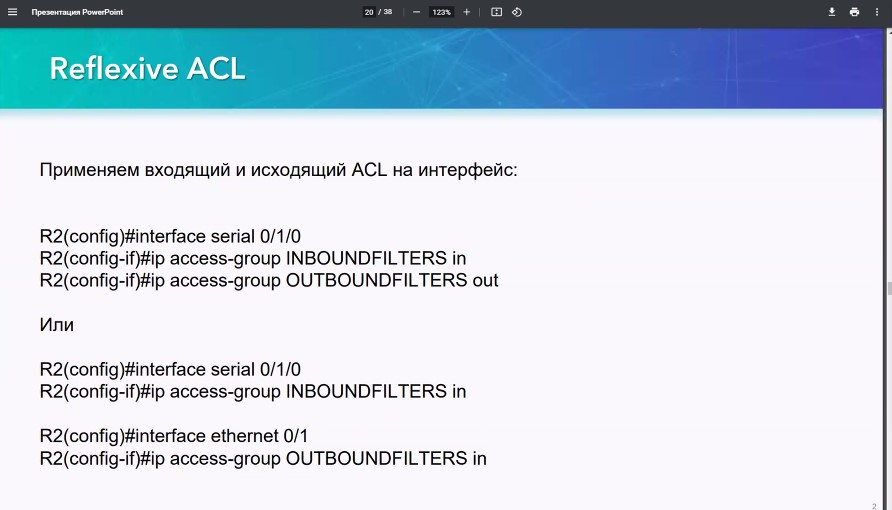 Презентация PowerPoint
20 / 38
123%
Reflexive ACL
Применяем входящий и исходящий ACL на интерфейс:
R2(config)#interface serial 0/1/0
R2(config-if)#ip access-group INBOUNDFILTERS in
R2(config-if)#ip access-group OUTBOUNDFILTERS out
Или
R2(config)#interface serial 0/1/0
R2(config-if)#ip access-group INBOUNDFILTERS in
R2(config)#interface ethernet 0/1
R2(config-if)#ip access-group OUTBOUNDFILTERS in
2